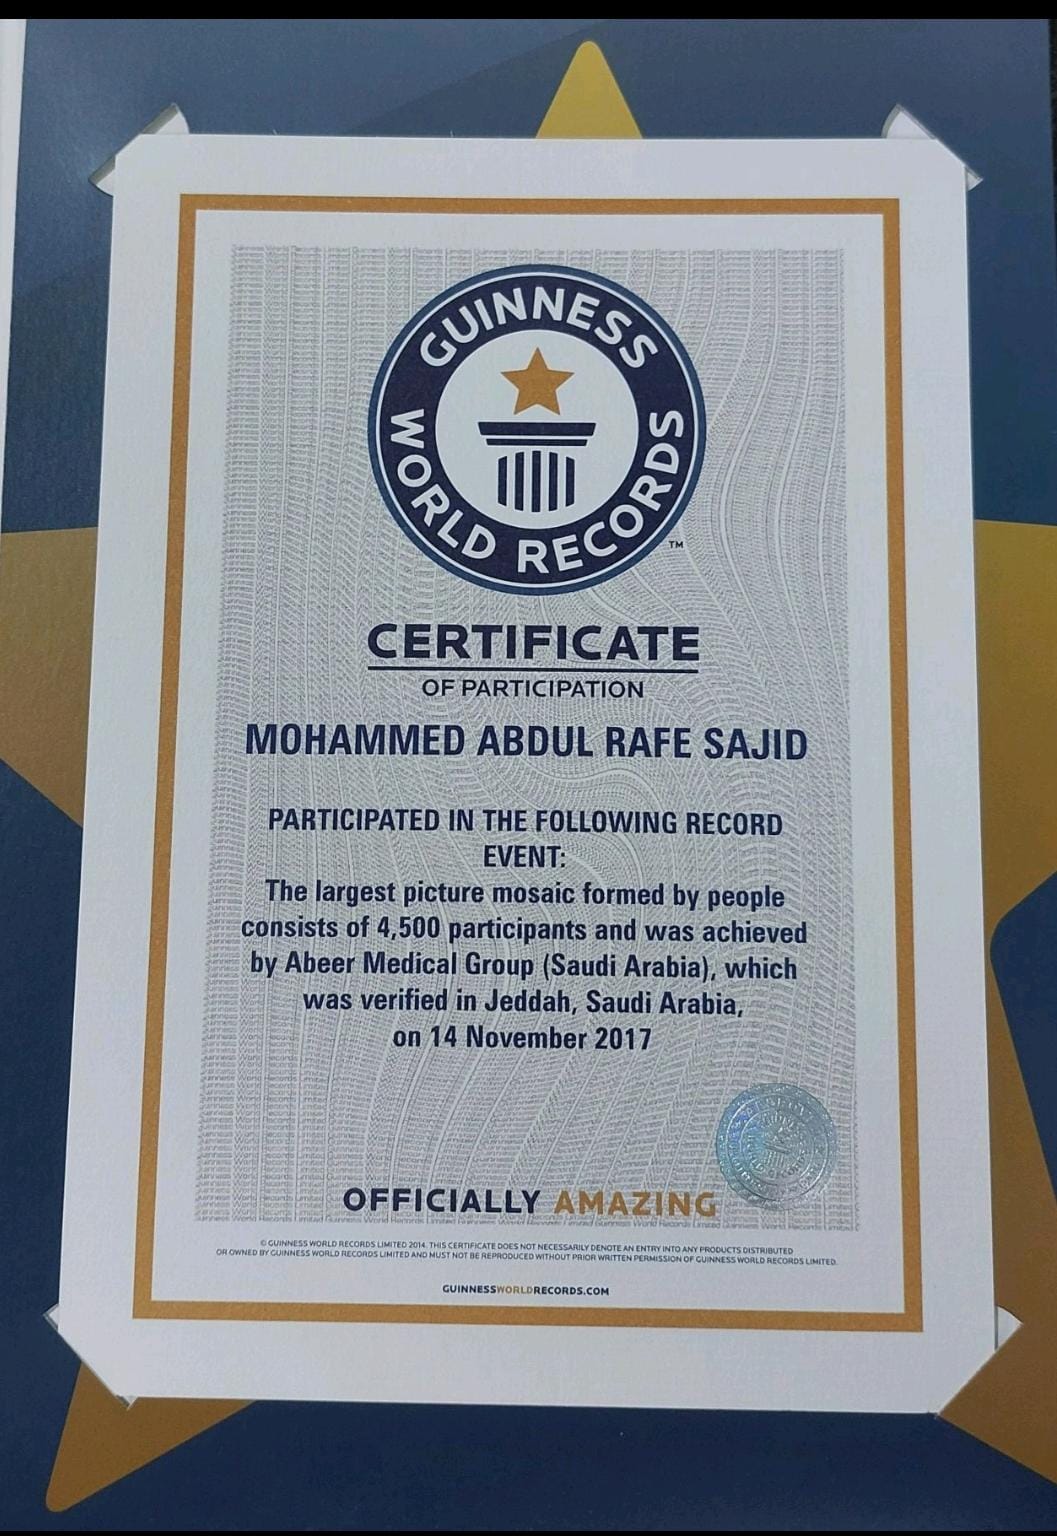 GUINNESS
WORLD RECORDS
™
CERTIFICATE
OF PARTICIPATION
MOHAMMED ABDUL RAFE SAJID
PARTICIPATED IN THE FOLLOWING RECORD
EVENT:
The largest picture mosaic formed by people
consists of 4,500 participants and was achieved
by Abeer Medical Group (Saudi Arabia), which
was verified in Jeddah, Saudi Arabia,
on 14 November 2017
OFFICIALLY AMAZING
© GUINNESS WORLD RECORDS LIMITED 2014. THIS CERTIFICATE DOES NOT NECESSARILY DENOTE AN ENTRY INTO ANY PRODUCTS DISTRIBUTED
OR OWNED BY GUINNESS WORLD RECORDS LIMITED AND MUST NOT BE REPRODUCED WITHOUT PRIOR WRITTEN PERMISSION OF GUINNESS WORLD RECORDS LIMITED.
GUINNESSWORLDRECORDS.COM